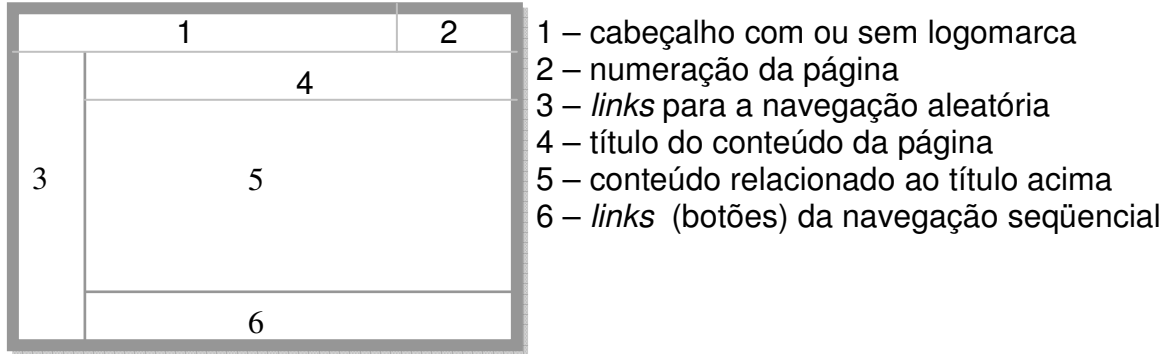 1 2
4
3 5
6
1 – cabeçalho com ou sem logomarca
2 – numeração da página
3 – links para a navegação aleatória
4 – título do conteúdo da página
5 – conteúdo relacionado ao título acima
6 – links (botões) da navegação seqüencial